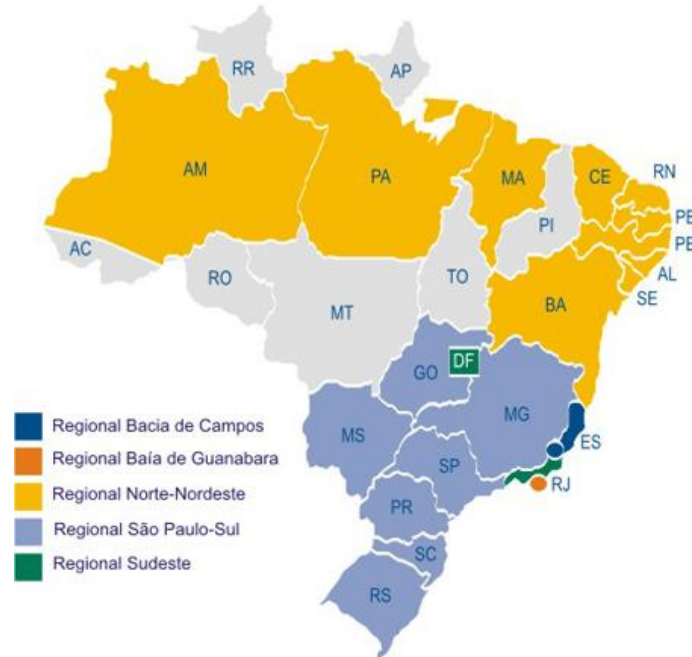 RR
AP
AM
PA
MA
CE
RN
PB
PE
PI
AC
RO
TO
AL
SE
MT
BA
DF
GO
MG
MS
ES
SP
RJ
PR
SC
RS
Regional Bacia de Campos
Regional Baía de Guanabara
Regional Norte-Nordeste
Regional São Paulo-Sul
Regional Sudeste